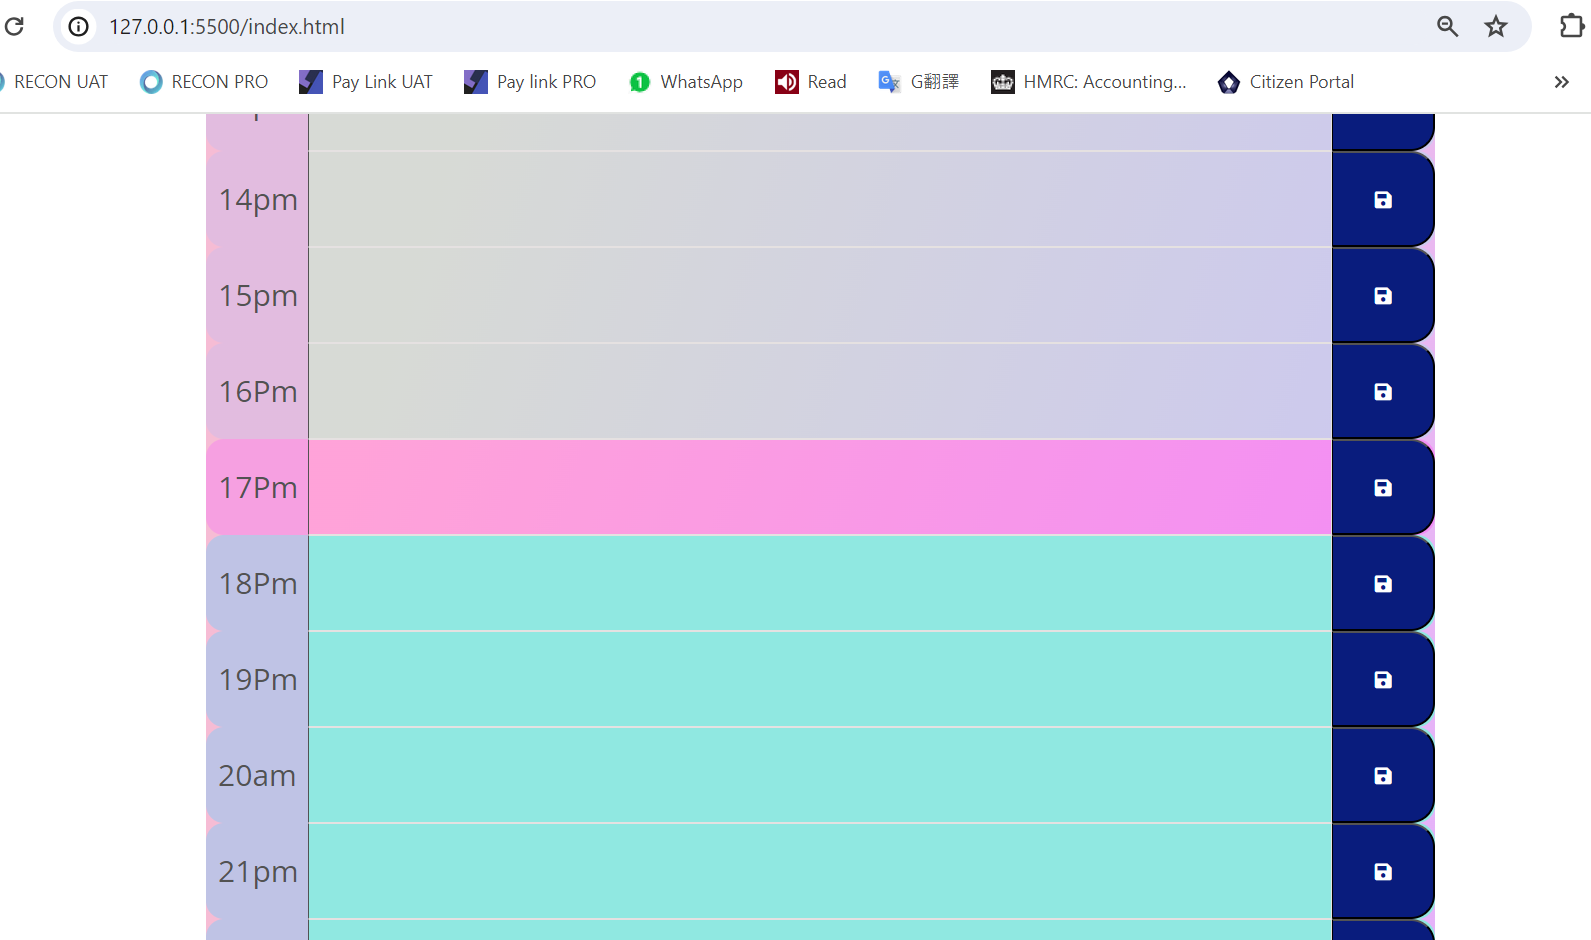 127.0.0.1:5500/index.html
RECON UAT RECON PRO Pay Link UAT Pay link PRO WhatsApp Read G翻譯 HMRC: Accounting... Citizen Portal »
14pm
15pm
16Pm
17Pm
18Pm
19Pm
20am
21pm